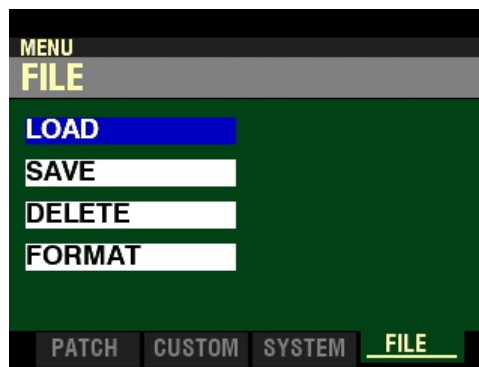 MENU
FILE
LOAD
SAVE
DELETE
FORMAT
PATCH CUSTOM SYSTEM FILE